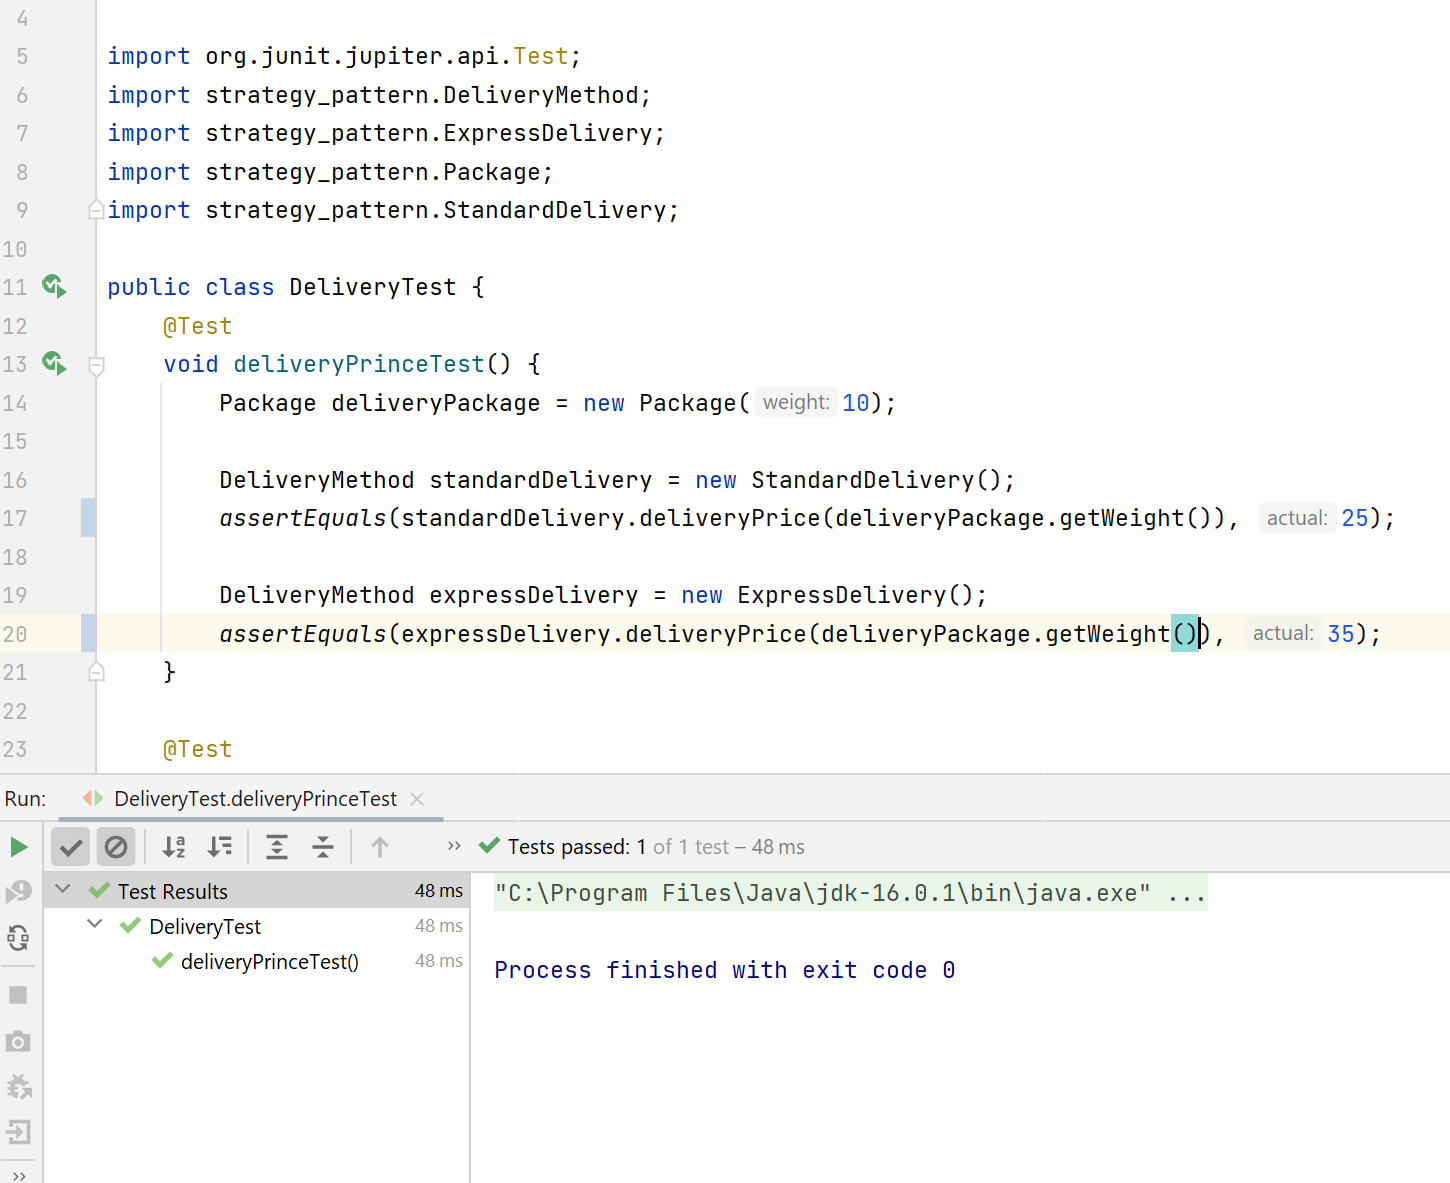 4
5 import org.junit.jupiter.api.Test;
6 import strategy_pattern.DeliveryMethod;
7 import strategy_pattern.ExpressDelivery;
8 import strategy_pattern.Package;
9 import strategy_pattern.StandardDelivery;
10
11 public class DeliveryTest {
12 @Test
13 void deliveryPrinceTest() {
14 Package deliveryPackage = new Package( weight: 10);
15
16 DeliveryMethod standardDelivery = new StandardDelivery();
17 assertEquals(standardDelivery.deliveryPrice(deliveryPackage.getWeight()), actual: 25);
18
19 DeliveryMethod expressDelivery = new ExpressDelivery();
20 assertEquals(expressDelivery.deliveryPrice(deliveryPackage.getWeight()), actual: 35);
21 }
22
23 @Test
Run: DeliveryTest.deliveryPrinceTest
» Tests passed: 1 of 1 test – 48 ms
Test Results 48 ms
DeliveryTest 48 ms
deliveryPrinceTest() 48 ms
"C:\Program Files\Java\jdk-16.0.1\bin\java.exe" ...
Process finished with exit code 0
»